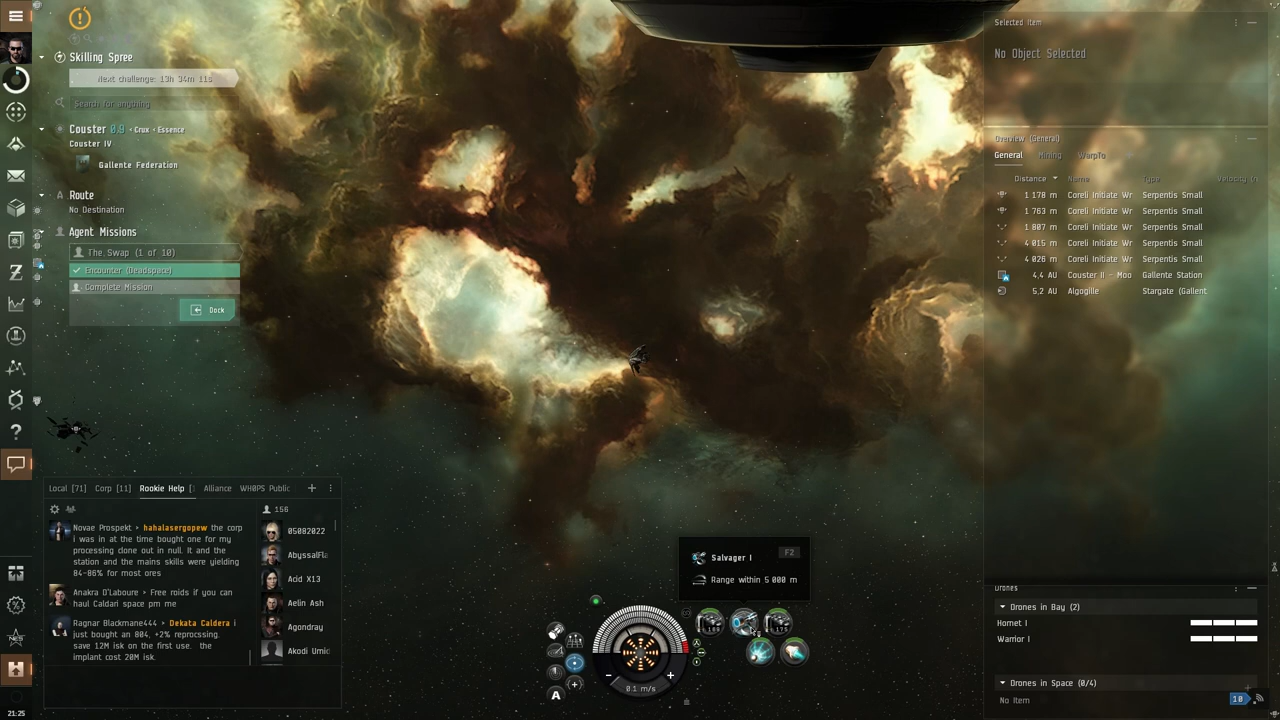 Skilling Spree
Next challenge: 13h 34m 11s
Search for anything
Couster 0.9 < Crux < Essence
Couster IV
Gallente Federation
Route
No Destination
Agent Missions
The Swap (1 of 10)
Encounter (Deadspace)
Complete Mission
Dock
Selected Item
No Object Selected
Overview (General)
General Mining WarpTo
Distance Name Type Velocity
1 178 m Coreli Initiate Wr Serpentis Small
1 763 m Coreli Initiate Wr Serpentis Small
1 807 m Coreli Initiate Wr Serpentis Small
4 015 m Coreli Initiate Wr Serpentis Small
4 026 m Coreli Initiate Wr Serpentis Small
4,4 AU Couster II - Moo Gallente Station
5,2 AU Algogille Stargate (Gallent
Local [71] Corp [11] Rookie Help [ Alliance WH0PS Public
156
Novae Prospekt > hahalasergopew the corp
i was in at the time bought one for my
processing clone out in null. It and the
station and the mains skills were yielding
84-86% for most ores
Anakra D'Laboure > Free roids if you can
haul Caldari space pm me
Ragnar Blackmane444 > Dekata Caldera i
just bought an 804, +2% reprocssing.
save 12M isk on the first use. the
implant cost 20M isk.
05082022
AbyssalFla
Acid X13
Aelin Ash
Agondray
Akodi Umic
Salvager I F2
Range within 5 000 m
0.1 m/s
A
Drones
Drones in Bay (2)
Hornet I
Warrior I
Drones in Space (0/4)
No Item
10
21:25